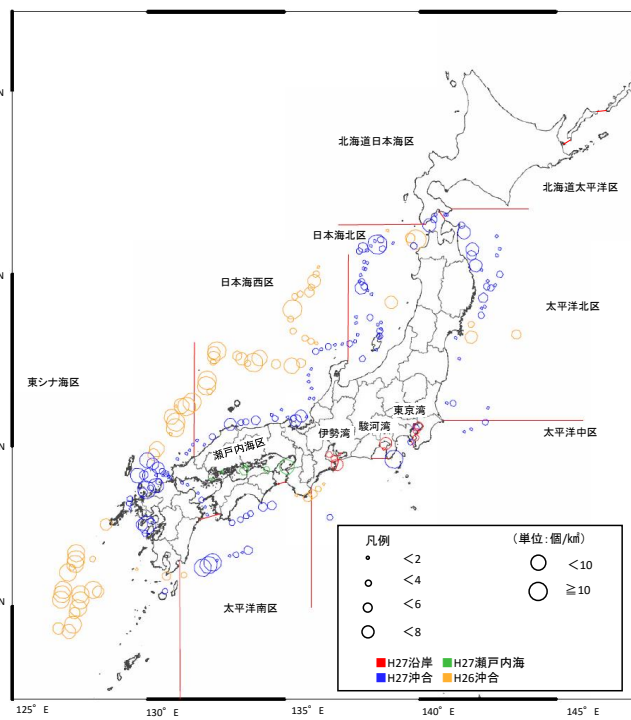 北海道日本海区
北海道太平洋区
日本海北区
日本海西区
太平洋北区
東シナ海区
東京湾
駿河湾
伊勢湾
太平洋中区
瀬戸内海区
太平洋南区
凡例
(単位:個/k㎡)
<2
<4
<6
<8
<10
≧10
H27沿岸
H27瀬戸内海
H27沖合
H26沖合
125° E
130° E
135° E
140° E
145° E